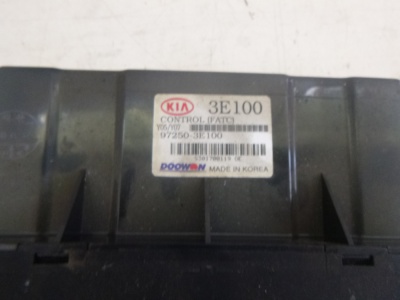 KIA 3E100
CONTROL(FATC)
97250-3E100
DOOWON MADE IN KOREA